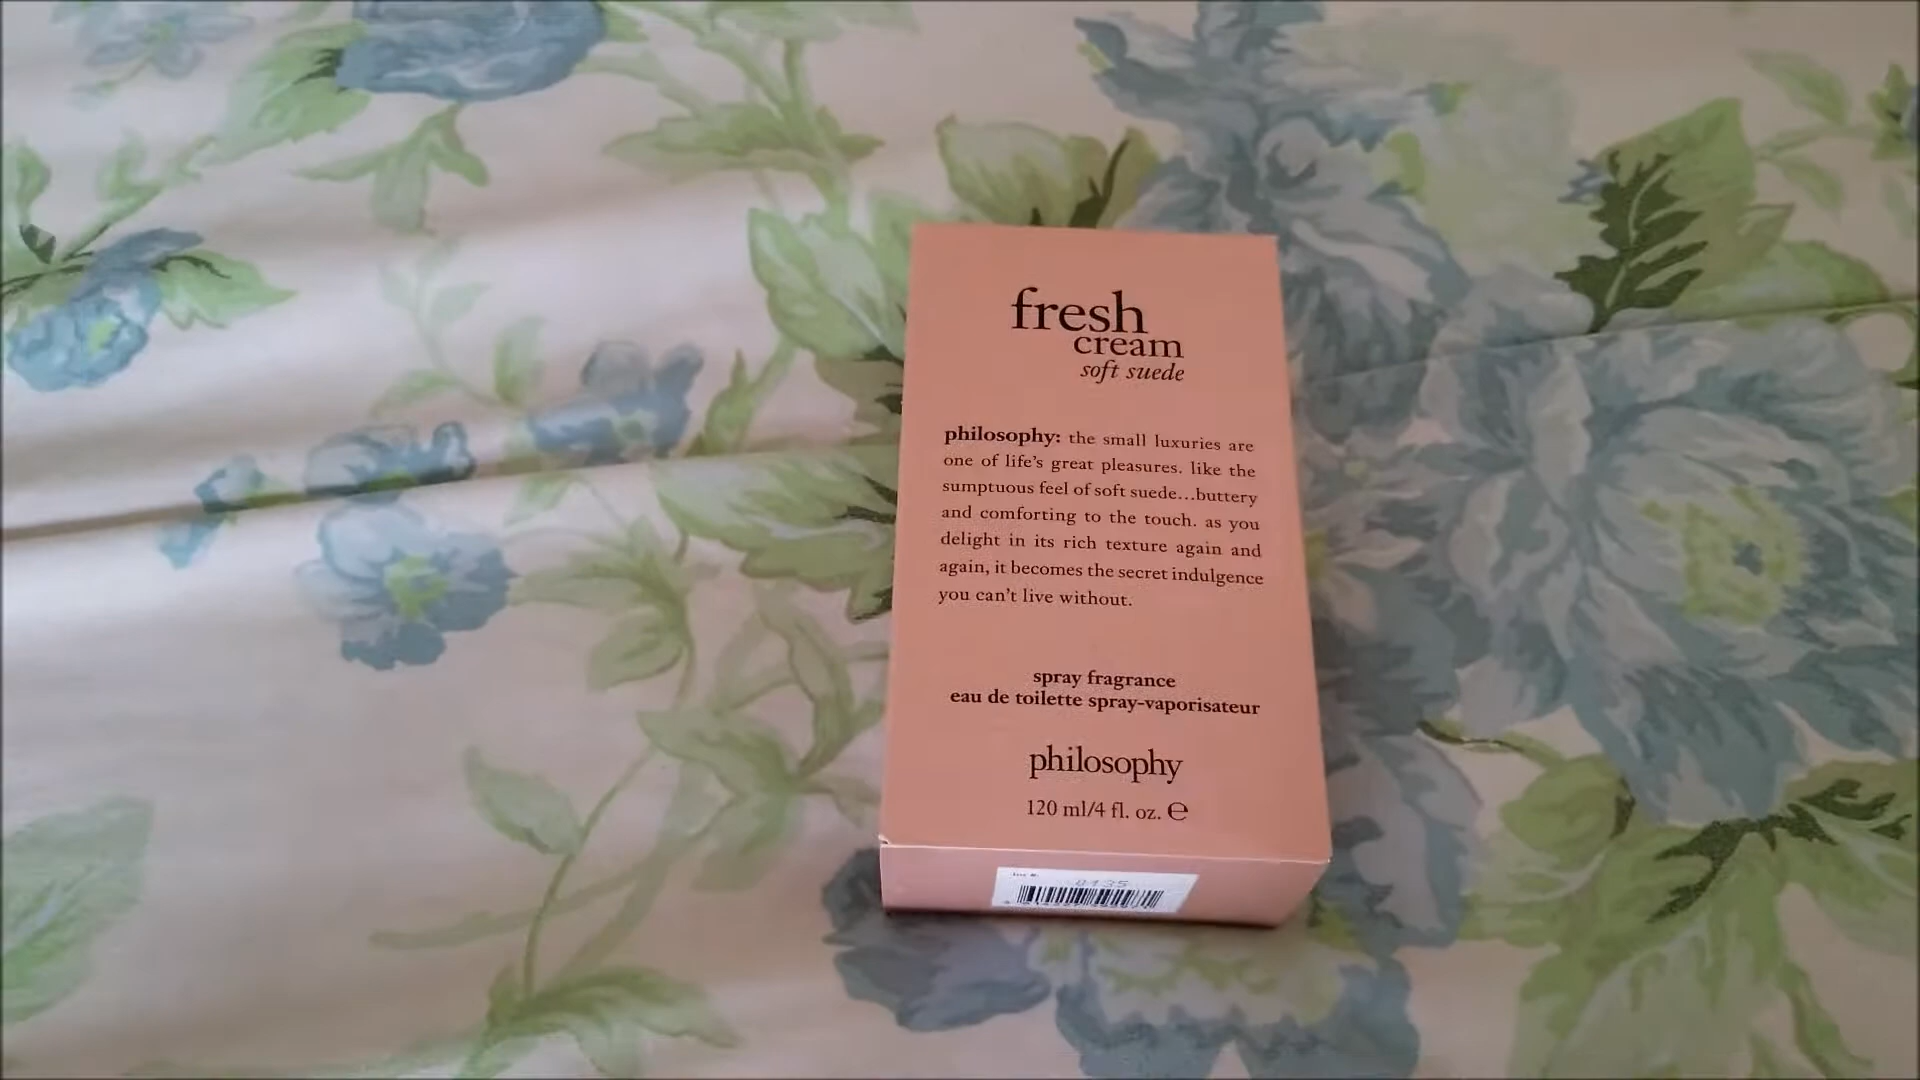 fresh
cream
soft suede
philosophy: the small luxuries are
one of life's great pleasures. like the
sumptuous feel of soft suede...buttery
and comforting to the touch. as you
delight in its rich texture again and
again, it becomes the secret indulgence
you can't live without.
spray fragrance
eau de toilette spray-vaporisateur
philosophy
120 ml/4 fl. oz. ℮